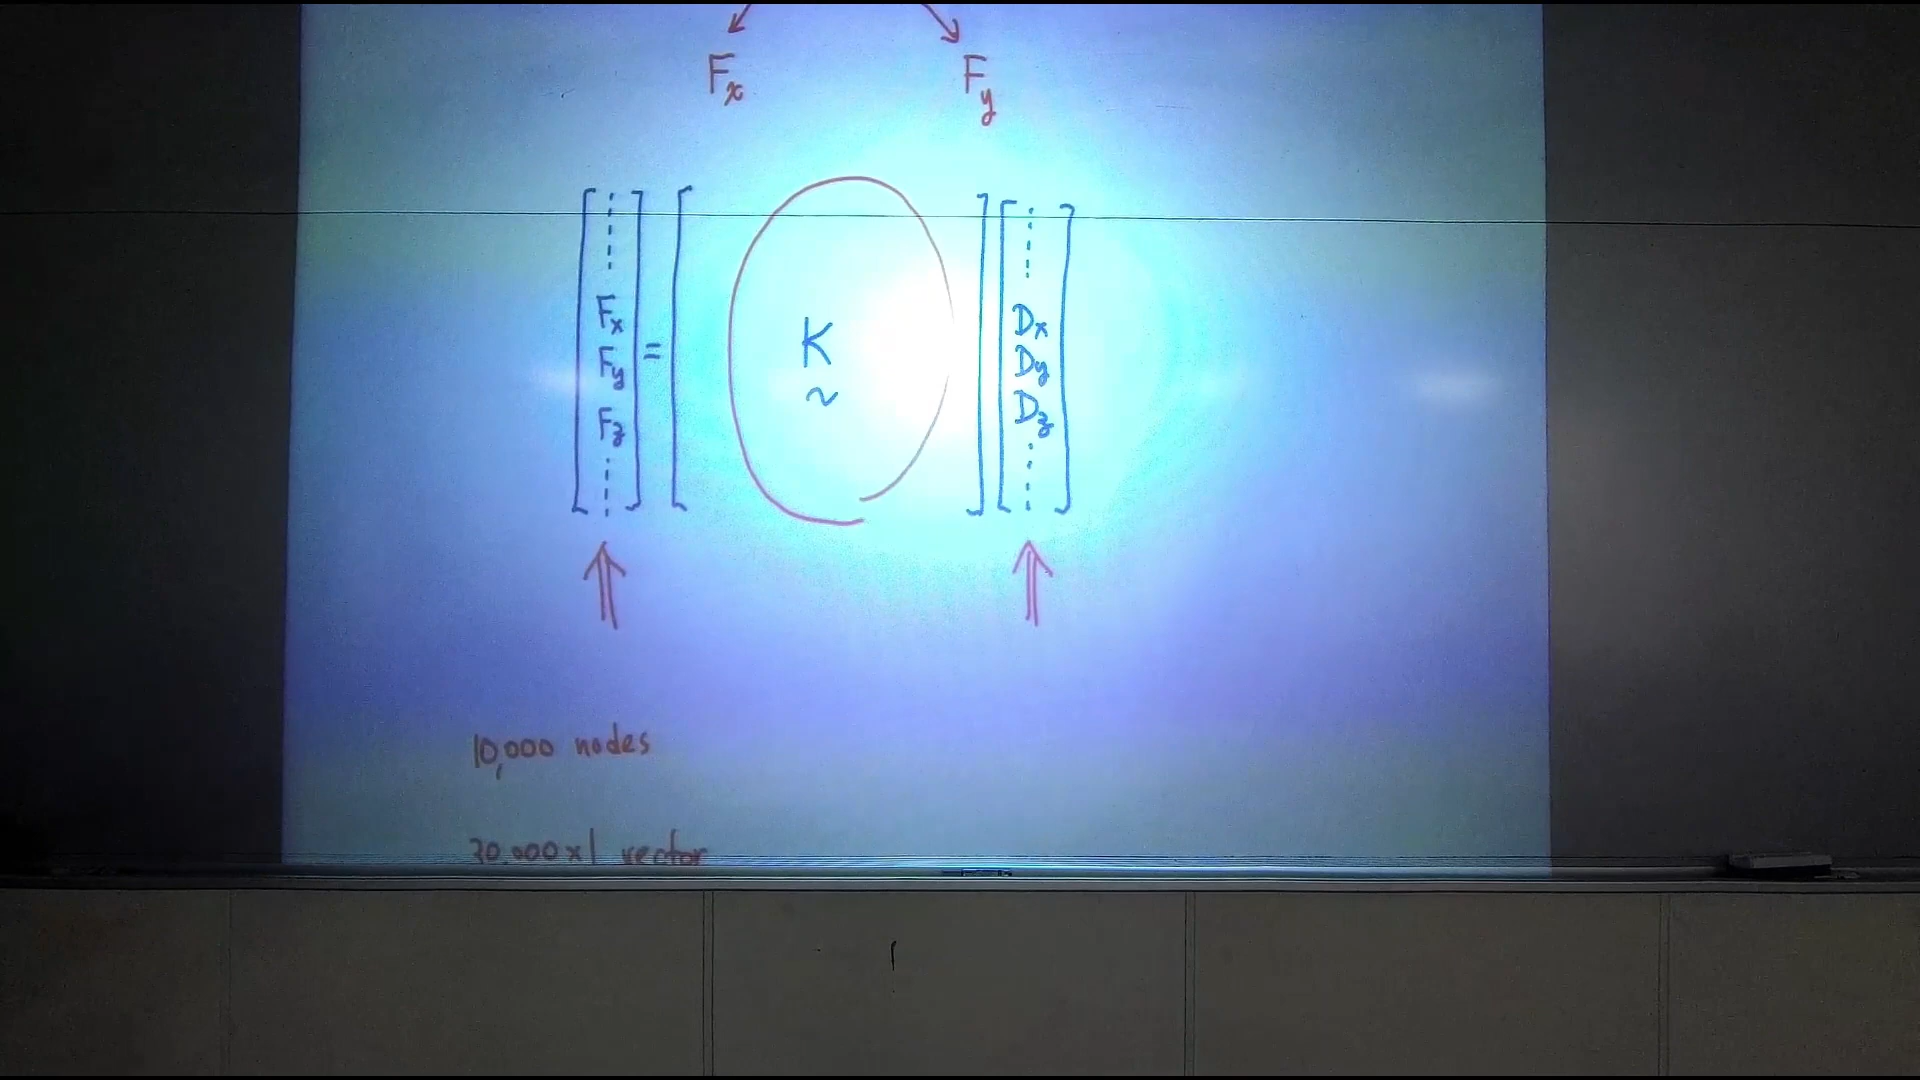 Fx Fy
Fx = K Dx
Fy ~ Dy
Fz Dz
10,000 nodes
30,000 x 1 vector